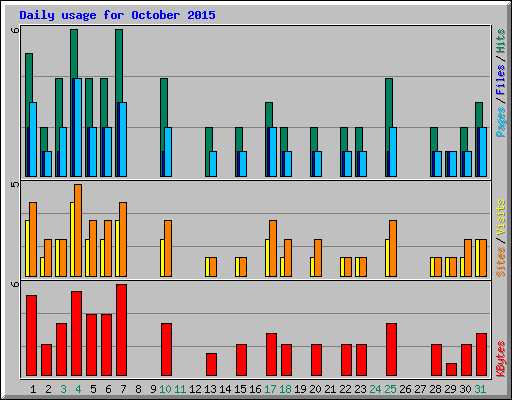 Daily usage for October 2015
6
Pages / Files / Hits
5
Sites / Visits
6
KBytes
1 2 3 4 5 6 7 8 9 10 11 12 13 14 15 16 17 18 19 20 21 22 23 24 25 26 27 28 29 30 31